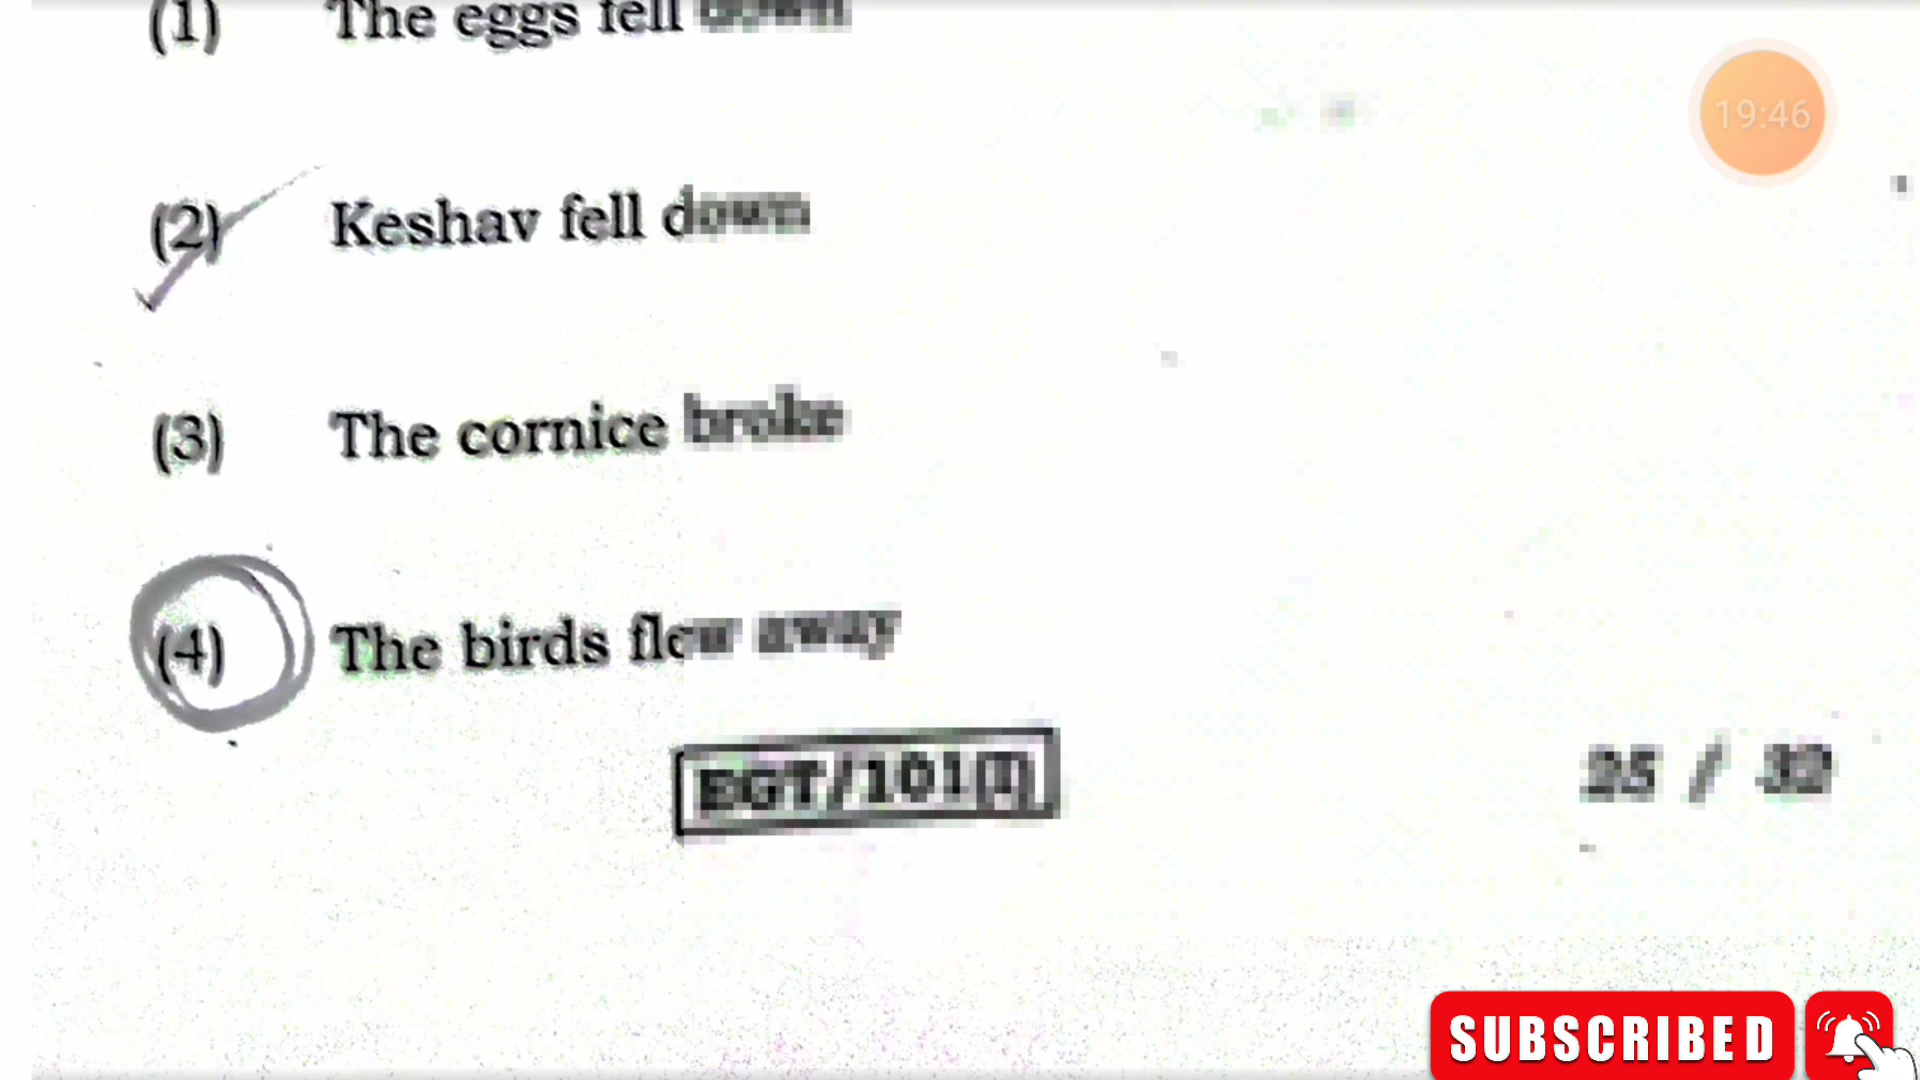 (1) The eggs fell down
19:46
(2) Keshav fell down
(3) The cornice broke
(4) The birds flew away
EGT/101(I)
25 / 32
SUBSCRIBED